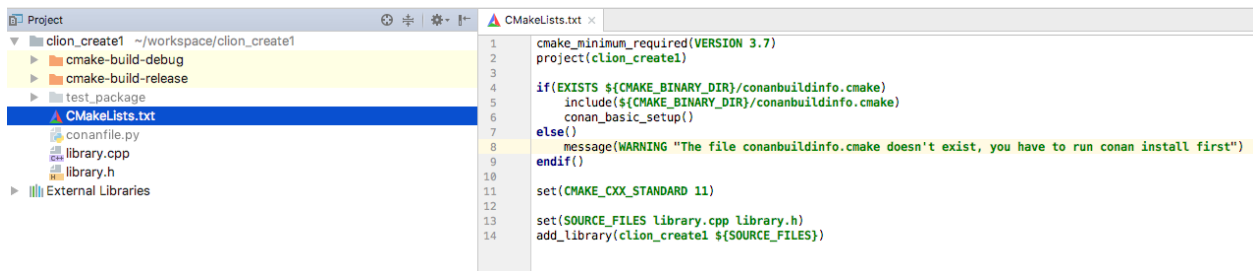 Project
clion_create1 ~/workspace/clion_create1
cmake-build-debug
cmake-build-release
test_package
CMakeLists.txt
conanfile.py
library.cpp
library.h
External Libraries
CMakeLists.txt
1 cmake_minimum_required(VERSION 3.7)
2 project(clion_create1)
3
4 if(EXISTS ${CMAKE_BINARY_DIR}/conanbuildinfo.cmake)
5 include(${CMAKE_BINARY_DIR}/conanbuildinfo.cmake)
6 conan_basic_setup()
7 else()
8 message(WARNING "The file conanbuildinfo.cmake doesn't exist, you have to run conan install first")
9 endif()
10
11 set(CMAKE_CXX_STANDARD 11)
12
13 set(SOURCE_FILES library.cpp library.h)
14 add_library(clion_create1 ${SOURCE_FILES})